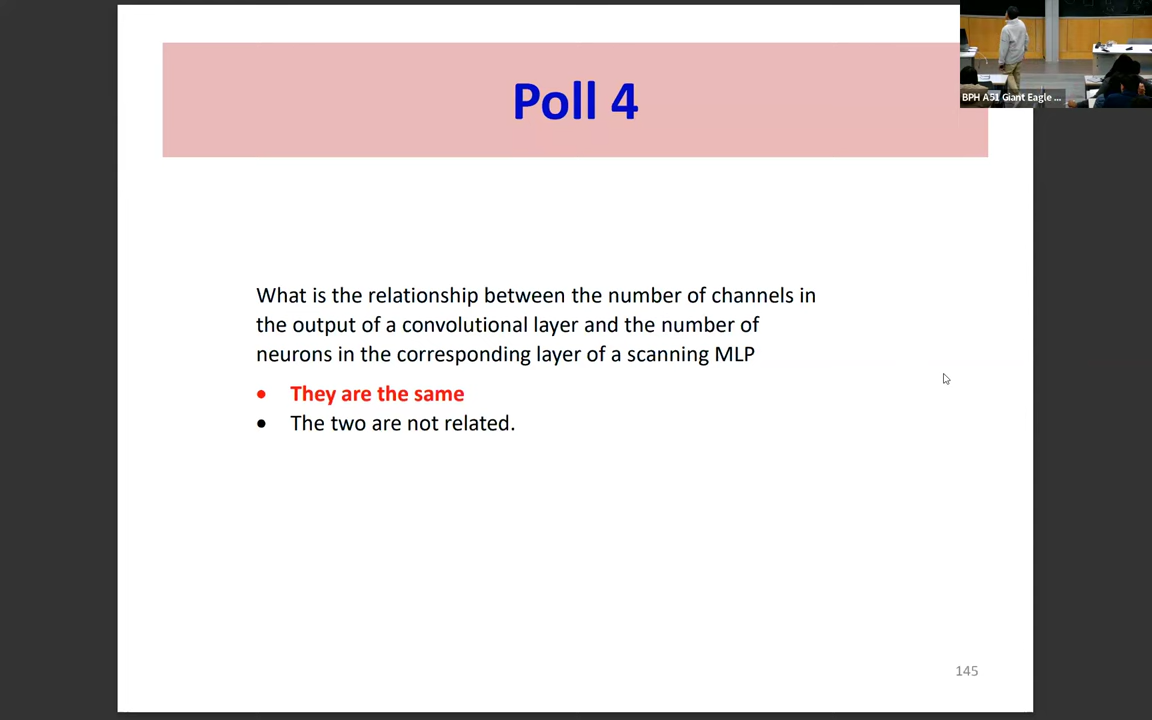 Poll 4
BPH A51 Giant Eagle ...
What is the relationship between the number of channels in
the output of a convolutional layer and the number of
neurons in the corresponding layer of a scanning MLP
• They are the same
• The two are not related.
145